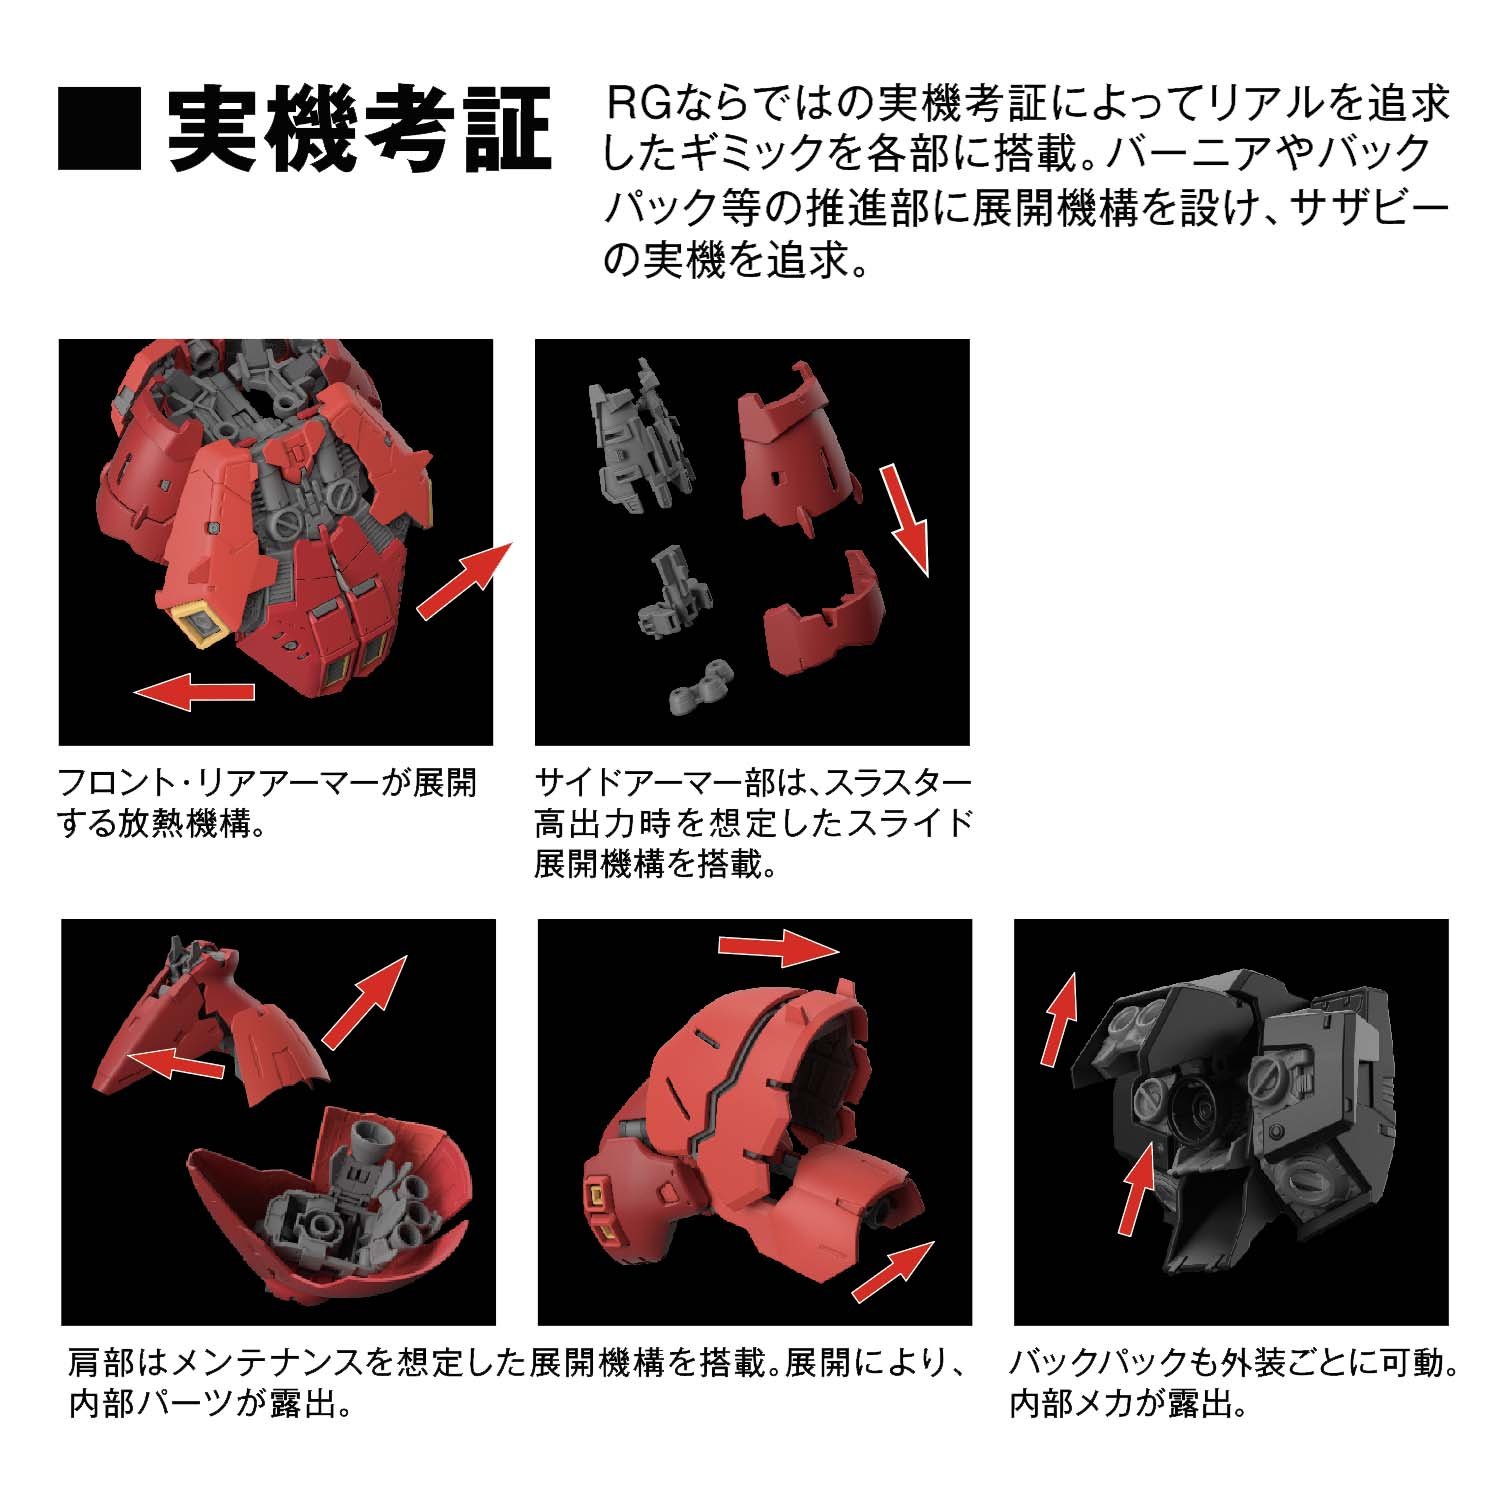 ■実機考証
RGならではの実機考証によってリアルを追求
したギミックを各部に搭載。バーニアやバック
パック等の推進部に展開機構を設け、サザビー
の実機を追求。
フロント・リアアーマーが展開
する放熱機構。
サイドアーマー部は、スラスター
高出力時を想定したスライド
展開機構を搭載。
肩部はメンテナンスを想定した展開機構を搭載。展開により、
内部パーツが露出。
バックパックも外装ごとに可動。
内部メカが露出。